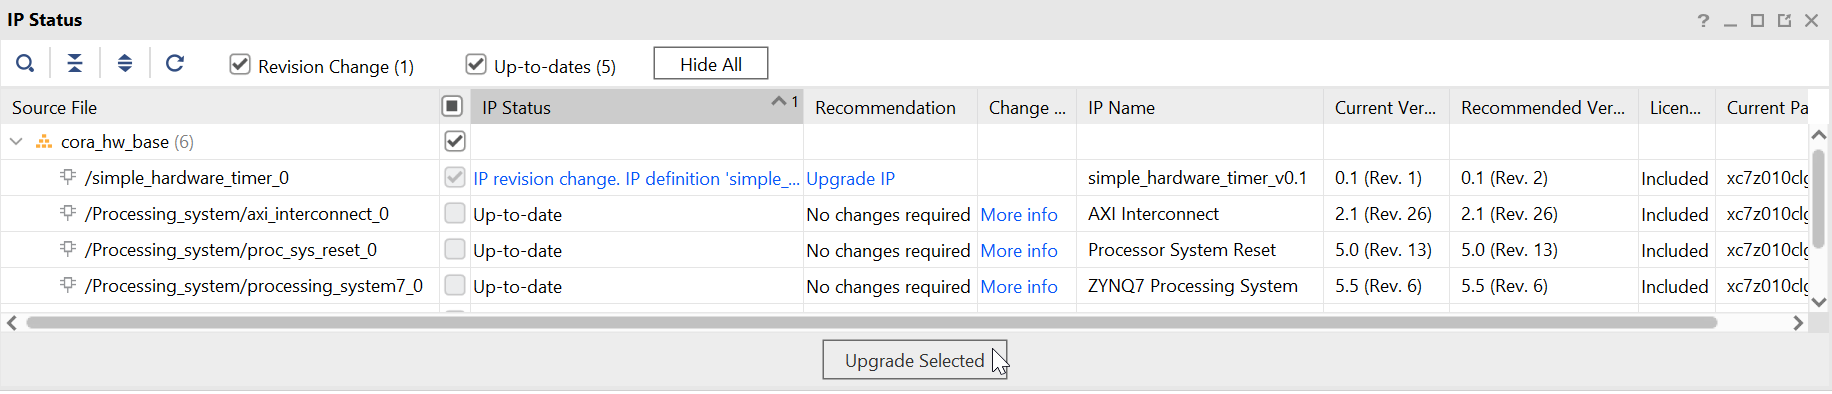 IP Status
?
Revision Change (1) Up-to-dates (5) Hide All
Source File IP Status 1 Recommendation Change ... IP Name Current Ver... Recommended Ver... Licen... Current Pa
cora_hw_base (6)
/simple_hardware_timer_0 IP revision change. IP definition 'simple_... Upgrade IP simple_hardware_timer_v0.1 0.1 (Rev. 1) 0.1 (Rev. 2) Included xc7z010clg
/Processing_system/axi_interconnect_0 Up-to-date No changes required More info AXI Interconnect 2.1 (Rev. 26) 2.1 (Rev. 26) Included xc7z010clg
/Processing_system/proc_sys_reset_0 Up-to-date No changes required More info Processor System Reset 5.0 (Rev. 13) 5.0 (Rev. 13) Included xc7z010clg
/Processing_system/processing_system7_0 Up-to-date No changes required More info ZYNQ7 Processing System 5.5 (Rev. 6) 5.5 (Rev. 6) Included xc7z010clg
Upgrade Selected